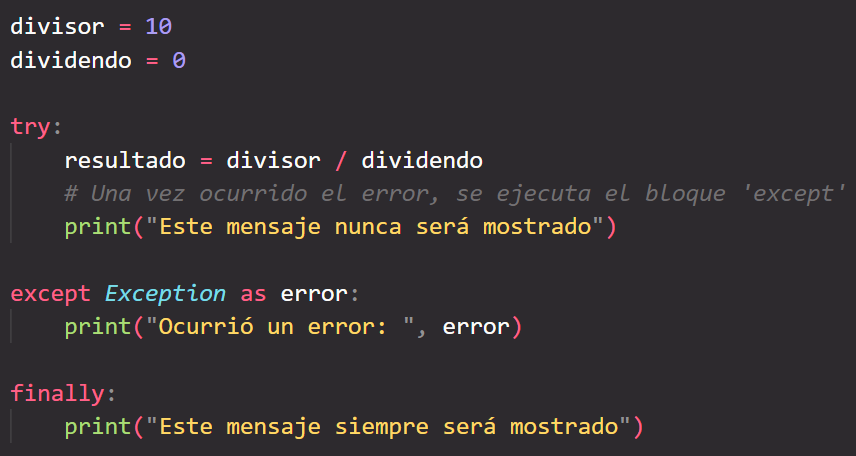 divisor = 10
dividendo = 0
try:
resultado = divisor / dividendo
# Una vez ocurrido el error, se ejecuta el bloque 'except'
print("Este mensaje nunca será mostrado")
except Exception as error:
print("Ocurrió un error: ", error)
finally:
print("Este mensaje siempre será mostrado")